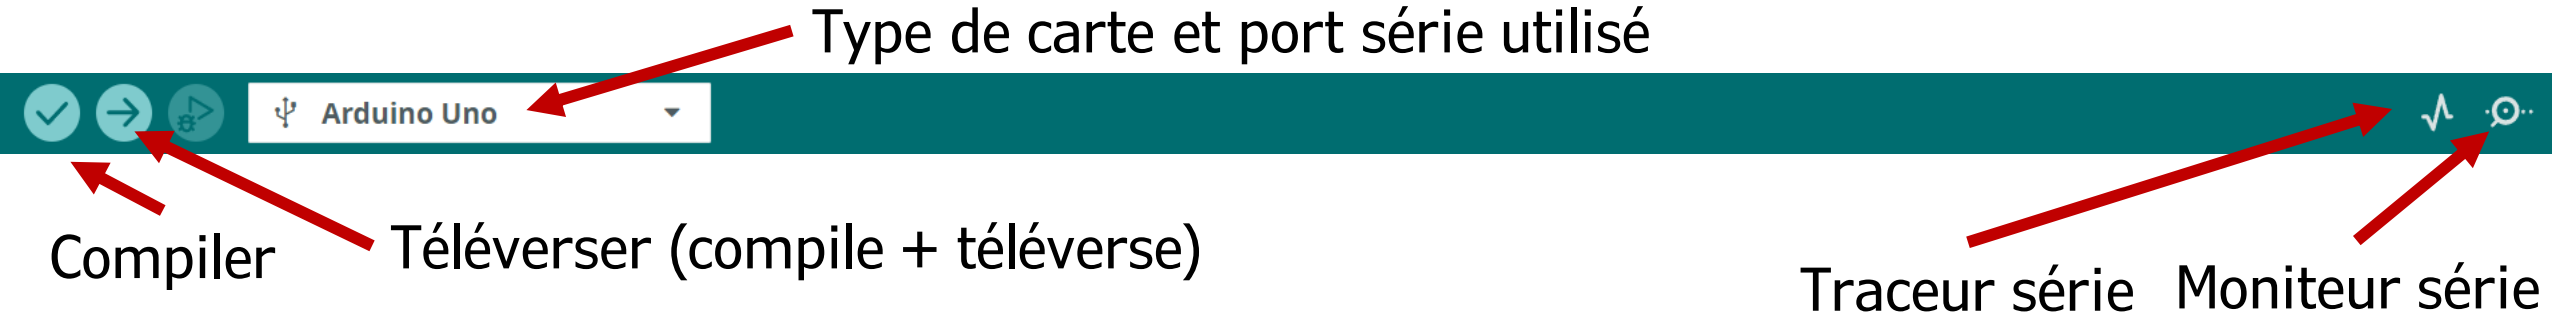 Type de carte et port série utilisé
Arduino Uno
Compiler
Téléverser (compile + téléverse)
Traceur série
Moniteur série